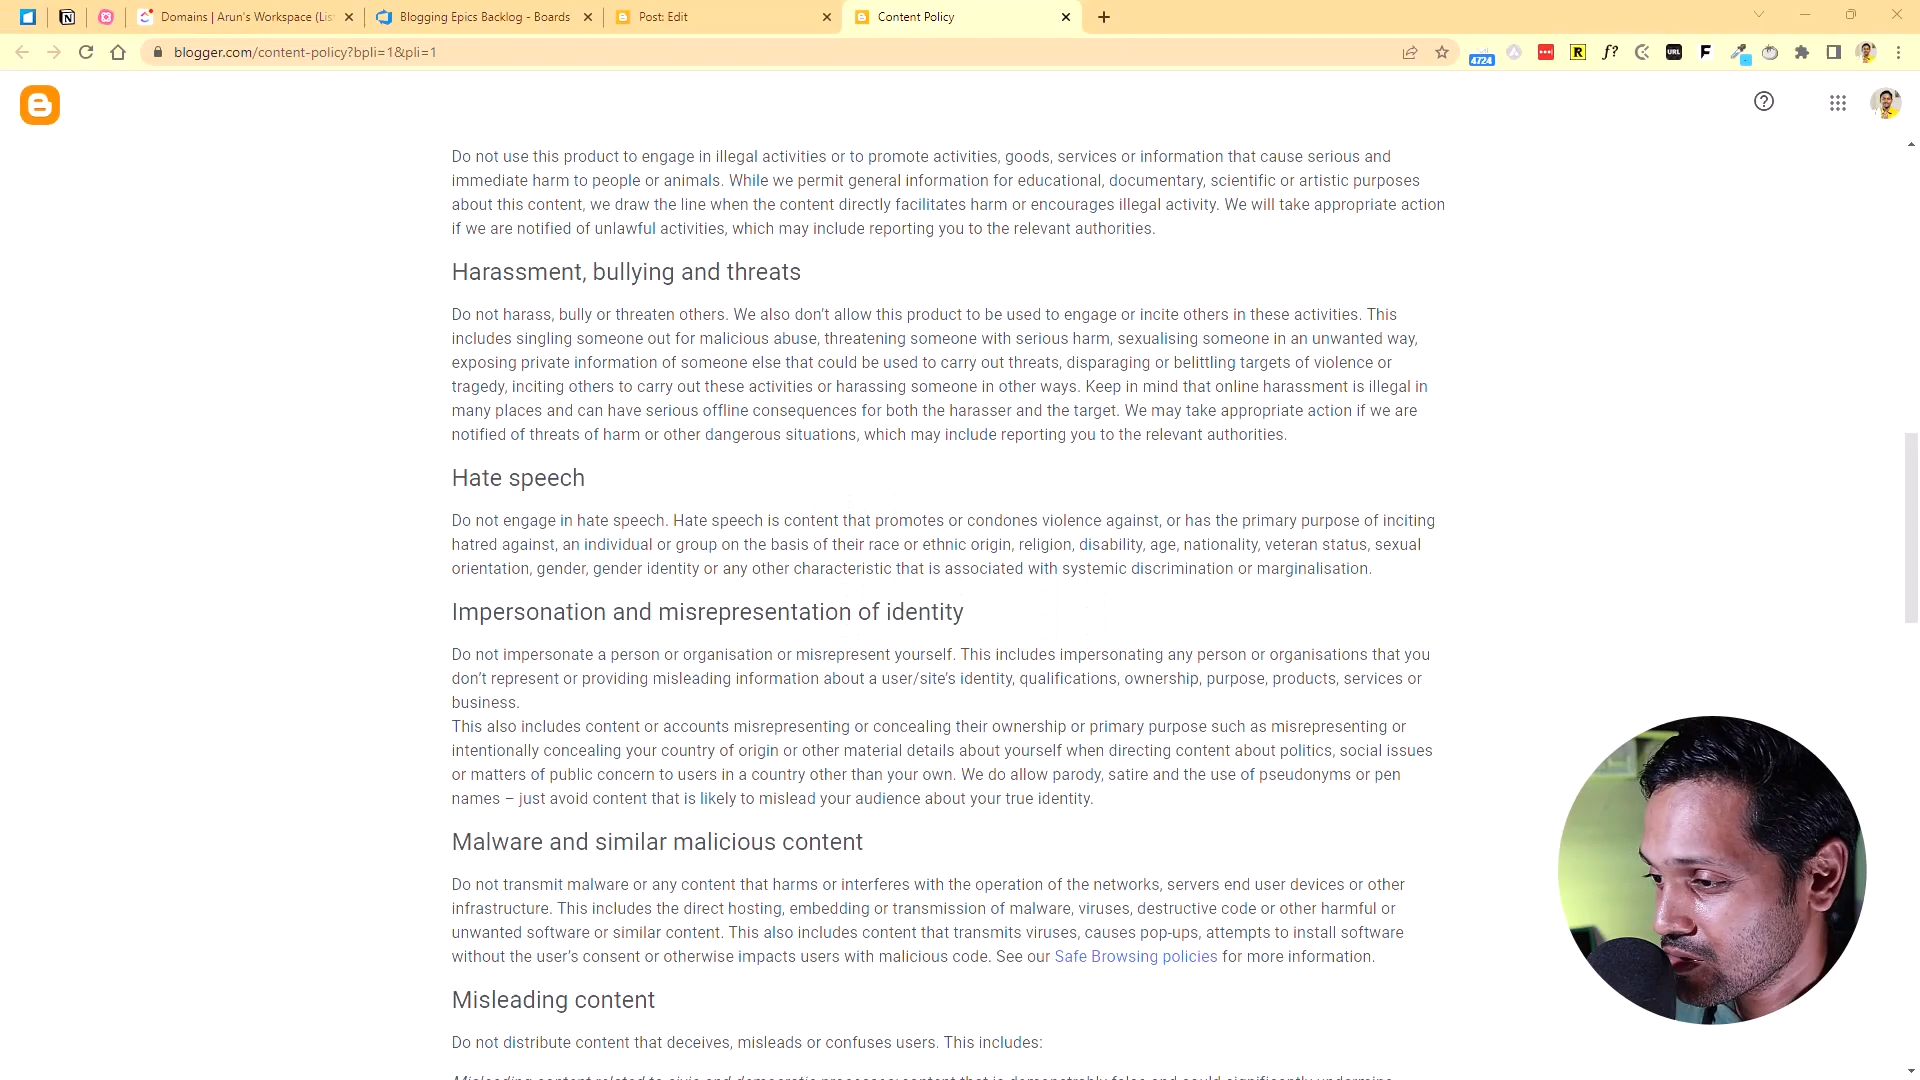 Domains | Arun's Workspace (Lis
Blogging Epics Backlog - Boards
Post: Edit
Content Policy
blogger.com/content-policy?bpli=1&pli=1
4724
R
f?
URL
F
Do not use this product to engage in illegal activities or to promote activities, goods, services or information that cause serious and
immediate harm to people or animals. While we permit general information for educational, documentary, scientific or artistic purposes
about this content, we draw the line when the content directly facilitates harm or encourages illegal activity. We will take appropriate action
if we are notified of unlawful activities, which may include reporting you to the relevant authorities.
Harassment, bullying and threats
Do not harass, bully or threaten others. We also don’t allow this product to be used to engage or incite others in these activities. This
includes singling someone out for malicious abuse, threatening someone with serious harm, sexualising someone in an unwanted way,
exposing private information of someone else that could be used to carry out threats, disparaging or belittling targets of violence or
tragedy, inciting others to carry out these activities or harassing someone in other ways. Keep in mind that online harassment is illegal in
many places and can have serious offline consequences for both the harasser and the target. We may take appropriate action if we are
notified of threats of harm or other dangerous situations, which may include reporting you to the relevant authorities.
Hate speech
Do not engage in hate speech. Hate speech is content that promotes or condones violence against, or has the primary purpose of inciting
hatred against, an individual or group on the basis of their race or ethnic origin, religion, disability, age, nationality, veteran status, sexual
orientation, gender, gender identity or any other characteristic that is associated with systemic discrimination or marginalisation.
Impersonation and misrepresentation of identity
Do not impersonate a person or organisation or misrepresent yourself. This includes impersonating any person or organisations that you
don’t represent or providing misleading information about a user/site’s identity, qualifications, ownership, purpose, products, services or
business.
This also includes content or accounts misrepresenting or concealing their ownership or primary purpose such as misrepresenting or
intentionally concealing your country of origin or other material details about yourself when directing content about politics, social issues
or matters of public concern to users in a country other than your own. We do allow parody, satire and the use of pseudonyms or pen
names – just avoid content that is likely to mislead your audience about your true identity.
Malware and similar malicious content
Do not transmit malware or any content that harms or interferes with the operation of the networks, servers end user devices or other
infrastructure. This includes the direct hosting, embedding or transmission of malware, viruses, destructive code or other harmful or
unwanted software or similar content. This also includes content that transmits viruses, causes pop-ups, attempts to install software
without the user’s consent or otherwise impacts users with malicious code. See our Safe Browsing policies for more information.
Misleading content
Do not distribute content that deceives, misleads or confuses users. This includes: